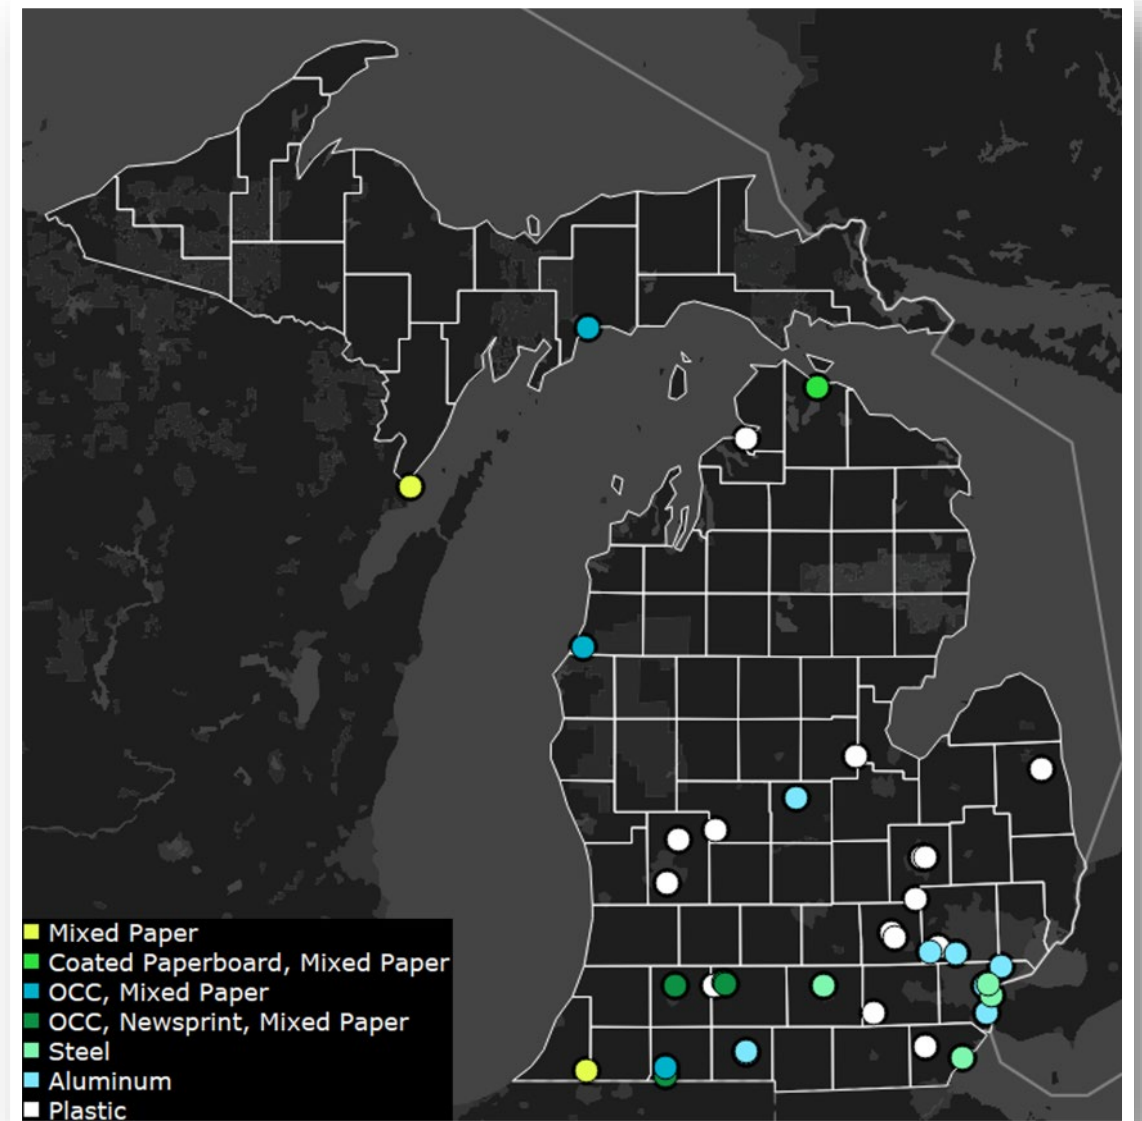 Mixed Paper
Coated Paperboard, Mixed Paper
OCC, Mixed Paper
OCC, Newsprint, Mixed Paper
Steel
Aluminum
Plastic